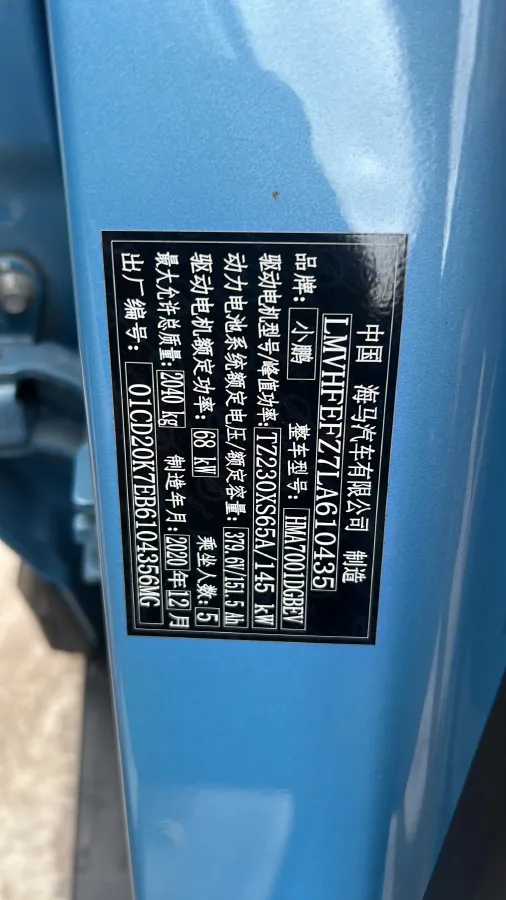 中国 海马汽车有限公司 制造
LMVHFEFZ7LA610435
品牌: 小鹏 整车型号: HMA7001DGBEV
驱动电机型号/峰值功率: TZ230XS65A/145 kW
动力电池系统额定电压/额定容量: 379.6V/151.5 Ah
驱动电机额定功率: 68 kW 乘坐人数: 5
最大允许总质量: 2040 kg 制造年月: 2020年12月
出厂编号: 01CD20K7EB6104356MG